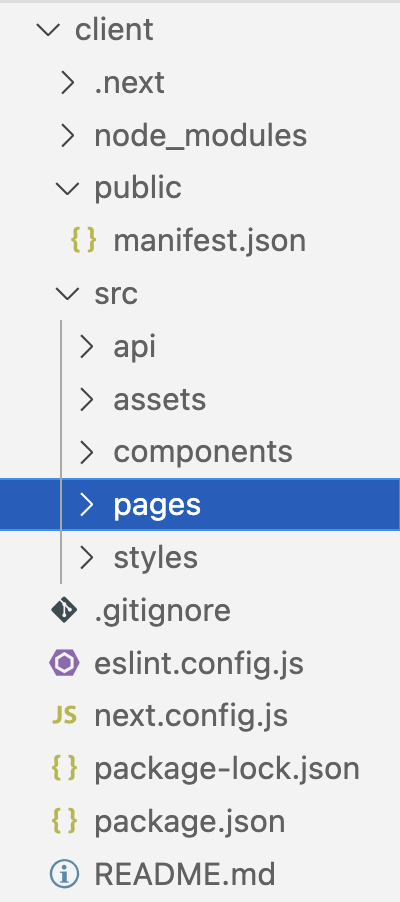 client
.next
node_modules
public
{ } manifest.json
src
api
assets
components
pages
styles
.gitignore
eslint.config.js
JS next.config.js
{ } package-lock.json
{ } package.json
README.md